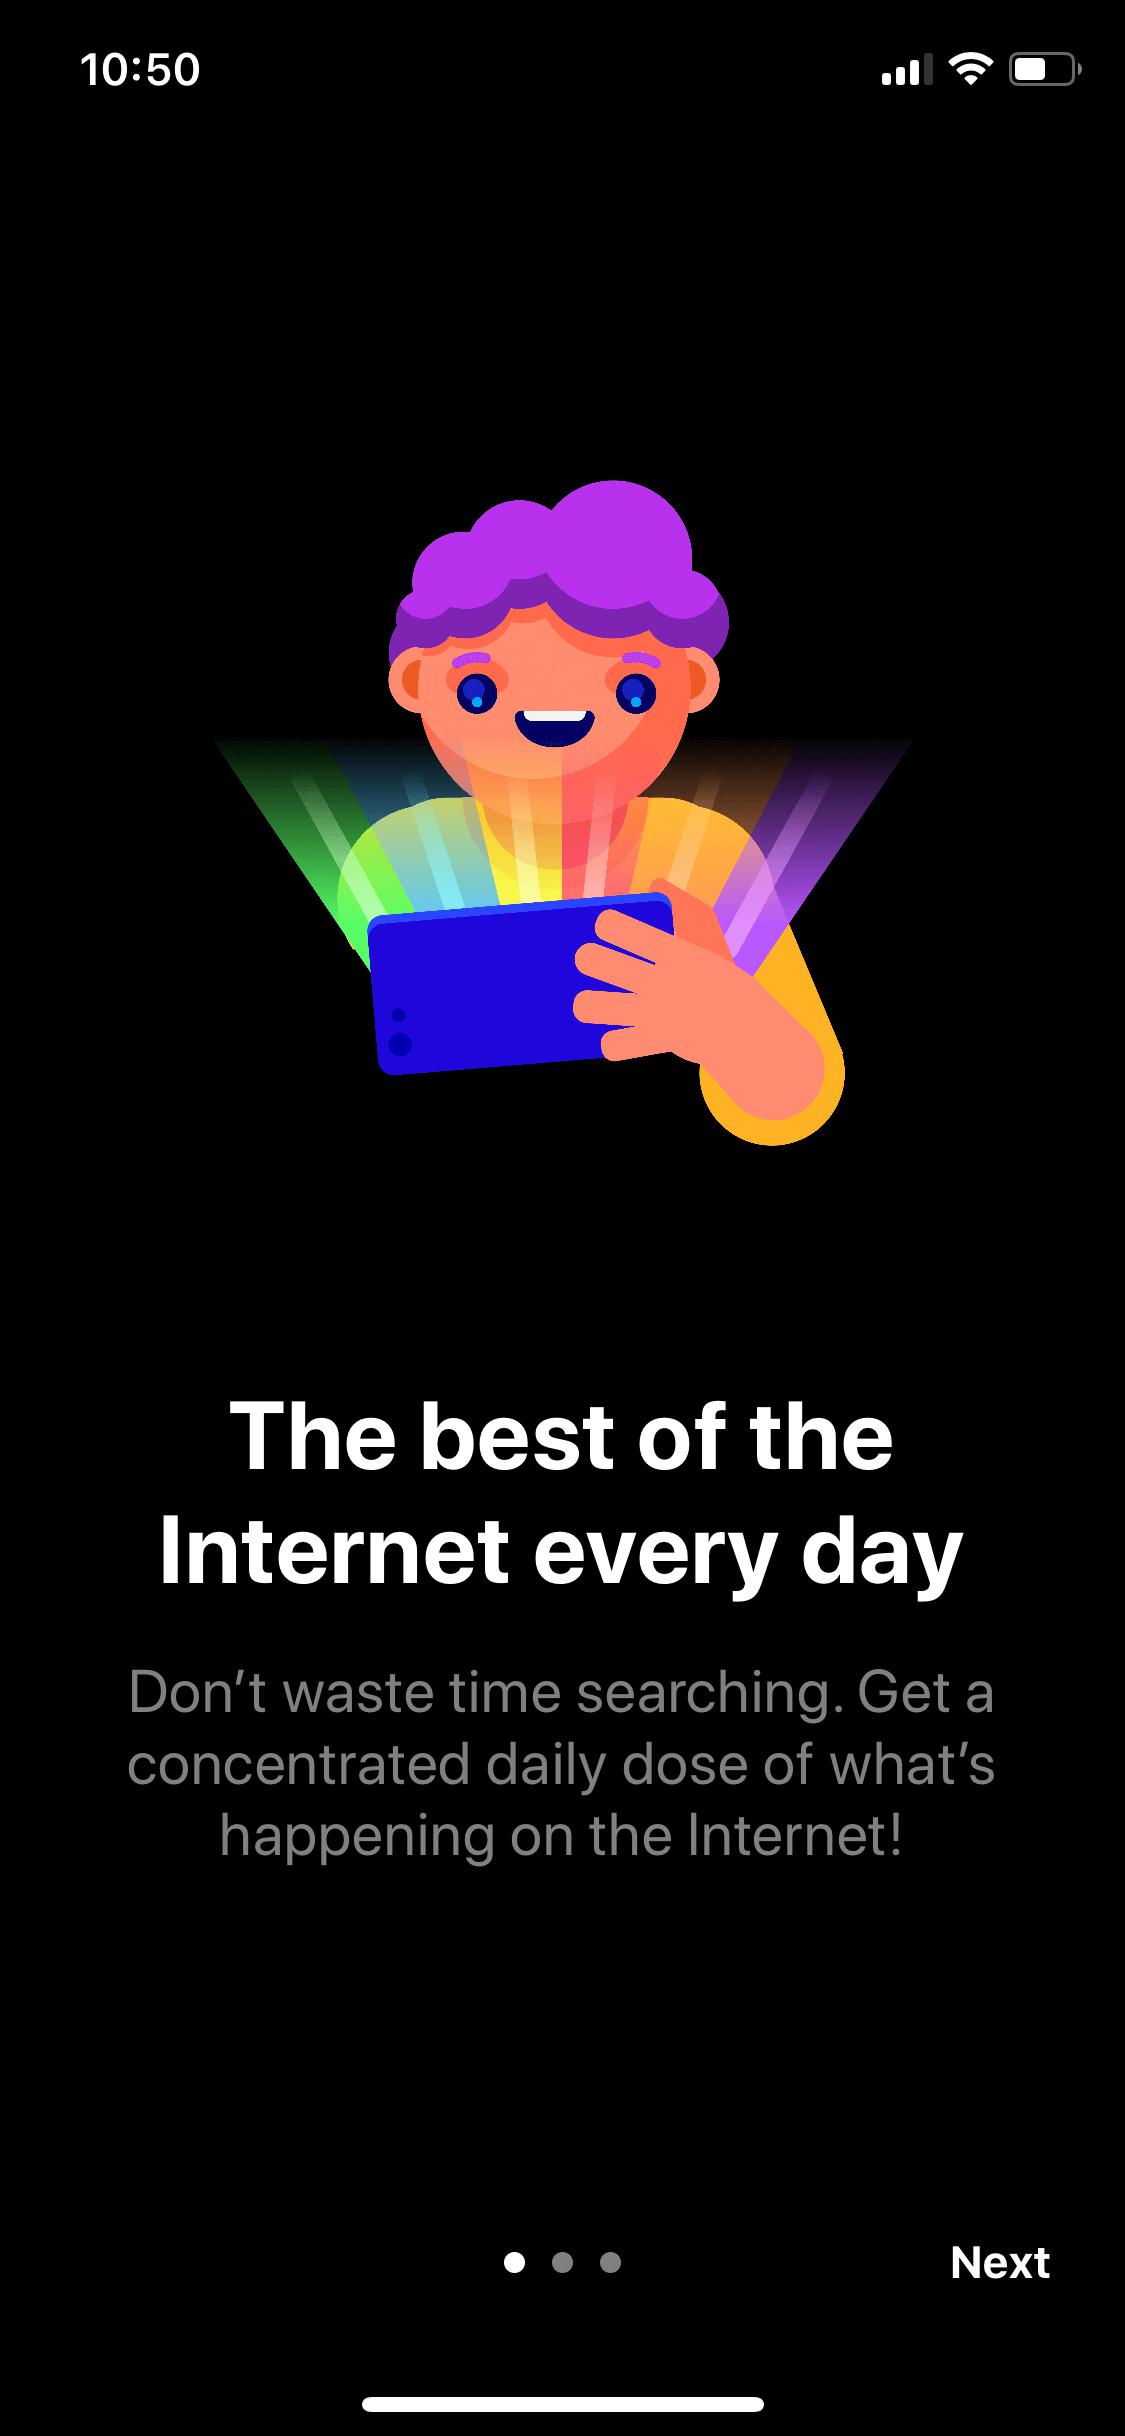 10:50
The best of the
Internet every day
Don’t waste time searching. Get a
concentrated daily dose of what’s
happening on the Internet!
Next